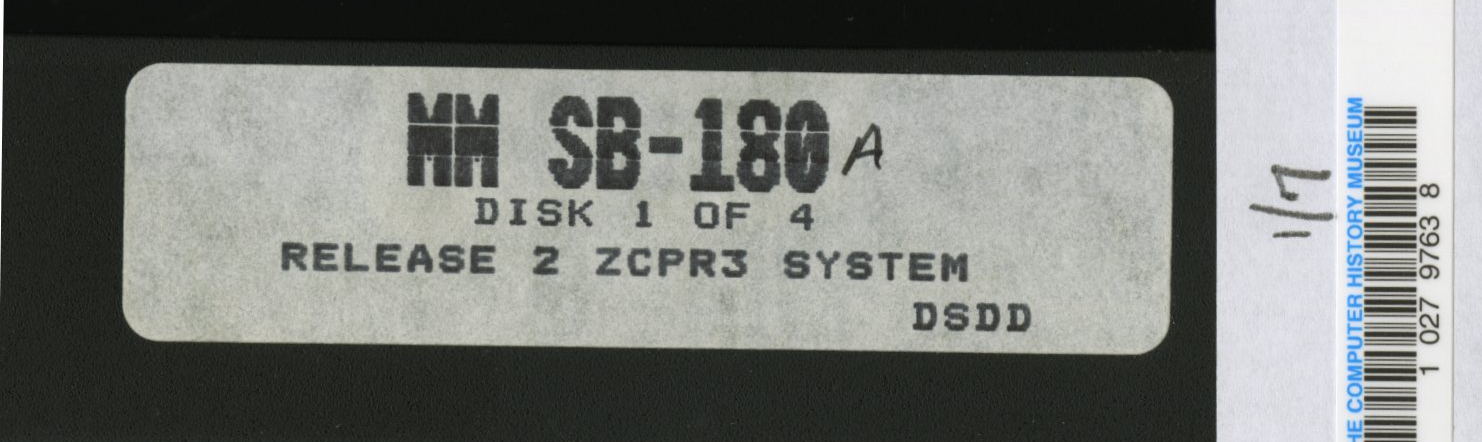 MM SB-180 A
DISK 1 OF 4
RELEASE 2 ZCPR3 SYSTEM
DSDD
1/7
HE COMPUTER HISTORY MUSEUM
1 027 9763 8